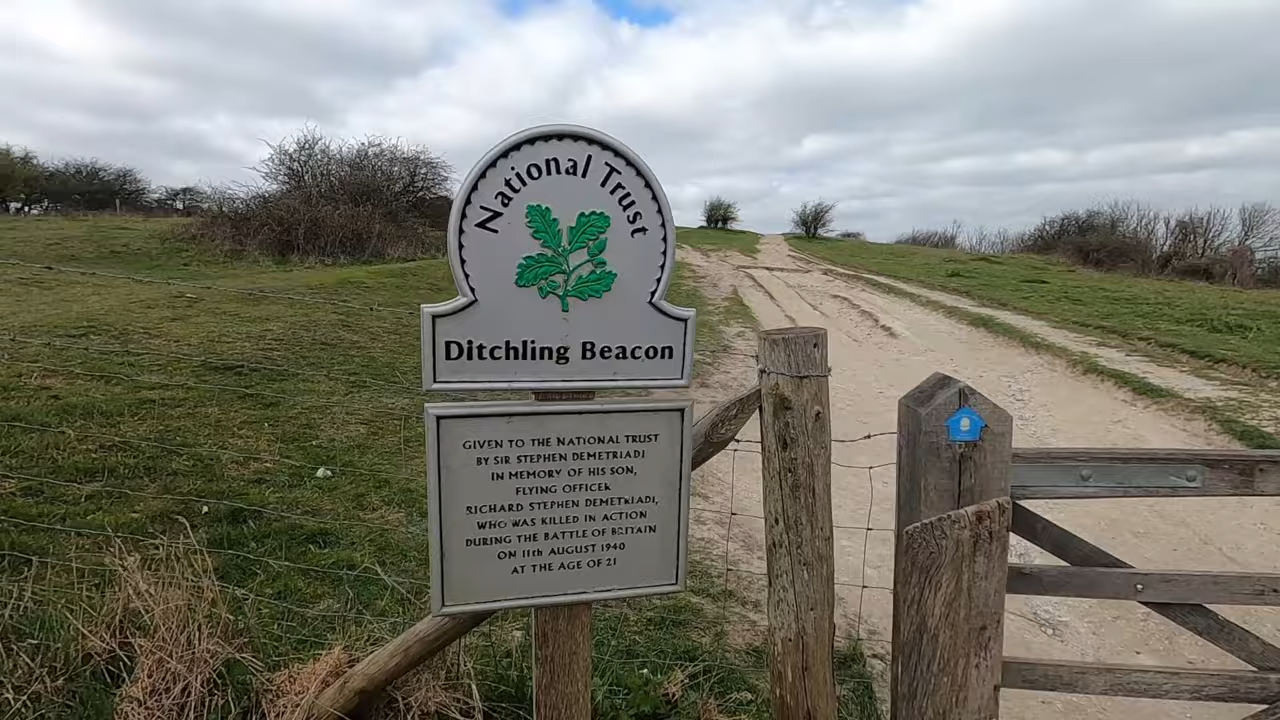 National Trust
Ditchling Beacon
GIVEN TO THE NATIONAL TRUST
BY SIR STEPHEN DEMETRIADI
IN MEMORY OF HIS SON,
FLYING OFFICER
RICHARD STEPHEN DEMETRIADI,
WHO WAS KILLED IN ACTION
DURING THE BATTLE OF BRITAIN
ON 11th AUGUST 1940
AT THE AGE OF 21